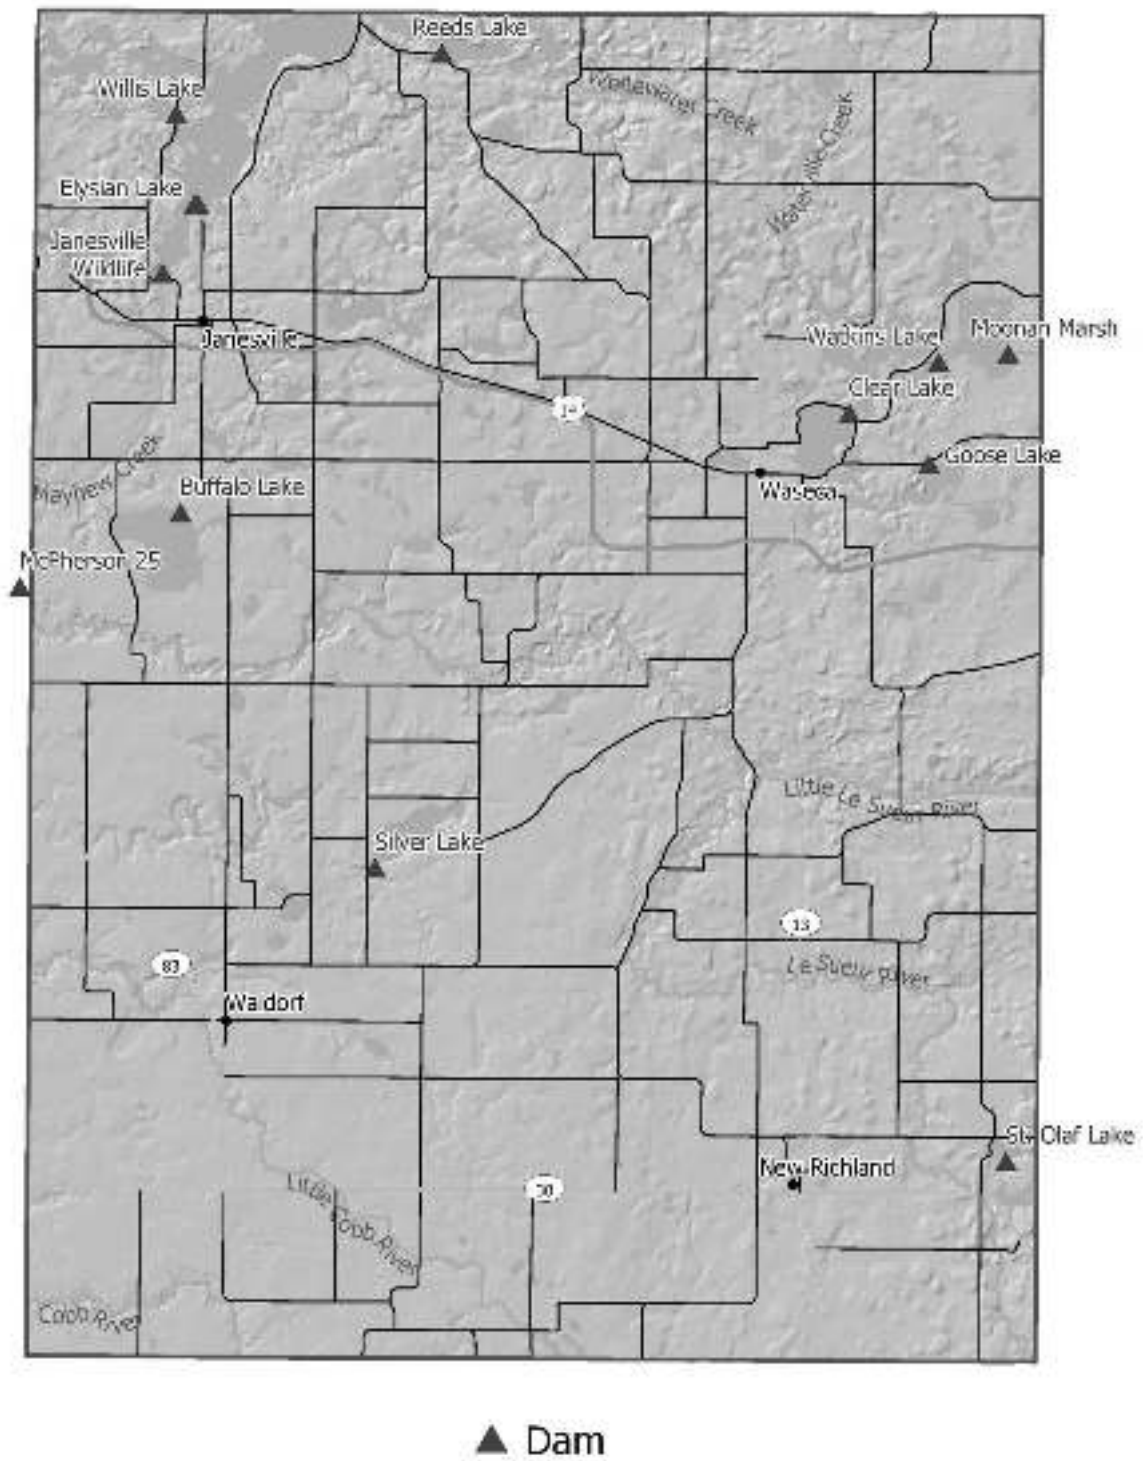 Reeds Lake
Willis Lake
Waterville Creek
Elysian Lake
Janesville
Wildlife
Janesville
Watkins Lake
Moonan Marsh
Clear Lake
14
Goose Lake
Waseca
Mayhew Creek
Buffalo Lake
McPherson 25
Little Le Sueur River
Silver Lake
13
83
Le Sueur River
Waldorf
St. Olaf Lake
New Richland
30
Little Cobb River
Cobb River
Dam